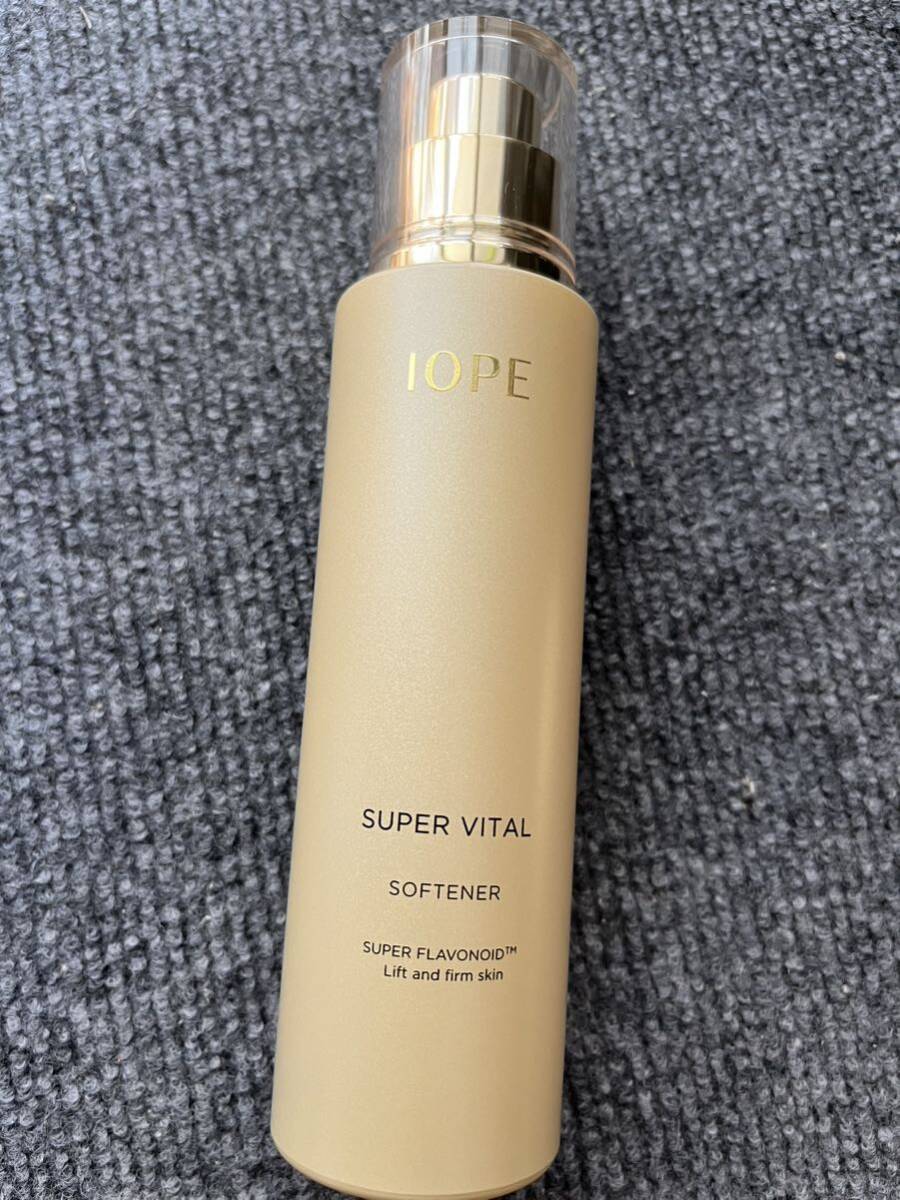 IOPE
SUPER VITAL
SOFTENER
SUPER FLAVONOID™
Lift and firm skin